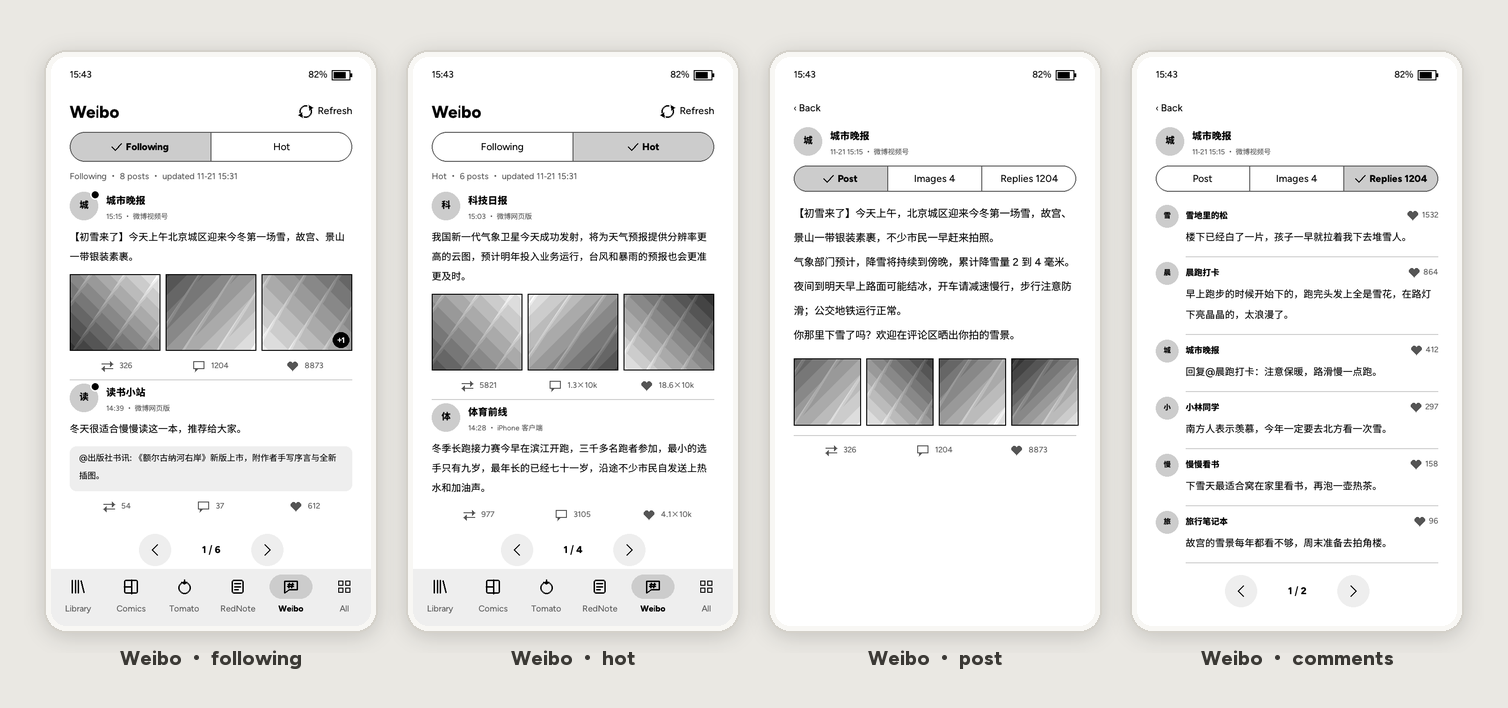 15:43 82%
Weibo Refresh
Following Hot
Following • 8 posts • updated 11-21 15:31
城 城市晚报
15:15 • 微博视频号
【初雪来了】今天上午北京城区迎来今冬第一场雪，故宫、景山
一带银装素裹。
+1
326 1204 8873
读 读书小站
14:39 • 微博网页版
冬天很适合慢慢读这一本，推荐给大家。
@出版社书讯: 《额尔古纳河右岸》新版上市，附作者手写序言与全新
插图。
54 37 612
1 / 6
Library Comics Tomato RedNote Weibo All
Weibo • following
15:43 82%
Weibo Refresh
Following Hot
Hot • 6 posts • updated 11-21 15:31
科 科技日报
15:03 • 微博网页版
我国新一代气象卫星今天成功发射，将为天气预报提供分辨率更
高的云图，预计明年投入业务运行，台风和暴雨的预报也会更准
更及时。
5821 1.3×10k 18.6×10k
体 体育前线
14:28 • iPhone 客户端
冬季长跑接力赛今早在滨江开跑，三千多名跑者参加，最小的选
手只有九岁，最年长的已经七十一岁，沿途不少市民自发送上热
水和加油声。
977 3105 4.1×10k
1 / 4
Library Comics Tomato RedNote Weibo All
Weibo • hot
15:43 82%
‹ Back
城 城市晚报
11-21 15:15 • 微博视频号
Post Images 4 Replies 1204
【初雪来了】今天上午，北京城区迎来今冬第一场雪，故宫、
景山一带银装素裹，不少市民一早赶来拍照。
气象部门预计，降雪将持续到傍晚，累计降雪量 2 到 4 毫米。
夜间到明天早上路面可能结冰，开车请减速慢行，步行注意防
滑；公交地铁运行正常。
你那里下雪了吗？欢迎在评论区晒出你拍的雪景。
326 1204 8873
Weibo • post
15:43 82%
‹ Back
城 城市晚报
11-21 15:15 • 微博视频号
Post Images 4 Replies 1204
雪 雪地里的松 1532
楼下已经白了一片，孩子一早就拉着我下去堆雪人。
晨 晨跑打卡 864
早上跑步的时候开始下的，跑完头发上全是雪花，在路灯
下亮晶晶的，太浪漫了。
城 城市晚报 412
回复@晨跑打卡：注意保暖，路滑慢一点跑。
小 小林同学 297
南方人表示羡慕，今年一定要去北方看一次雪。
慢 慢慢看书 158
下雪天最适合窝在家里看书，再泡一壶热茶。
旅 旅行笔记本 96
故宫的雪景每年都看不够，周末准备去拍角楼。
1 / 2
Weibo • comments